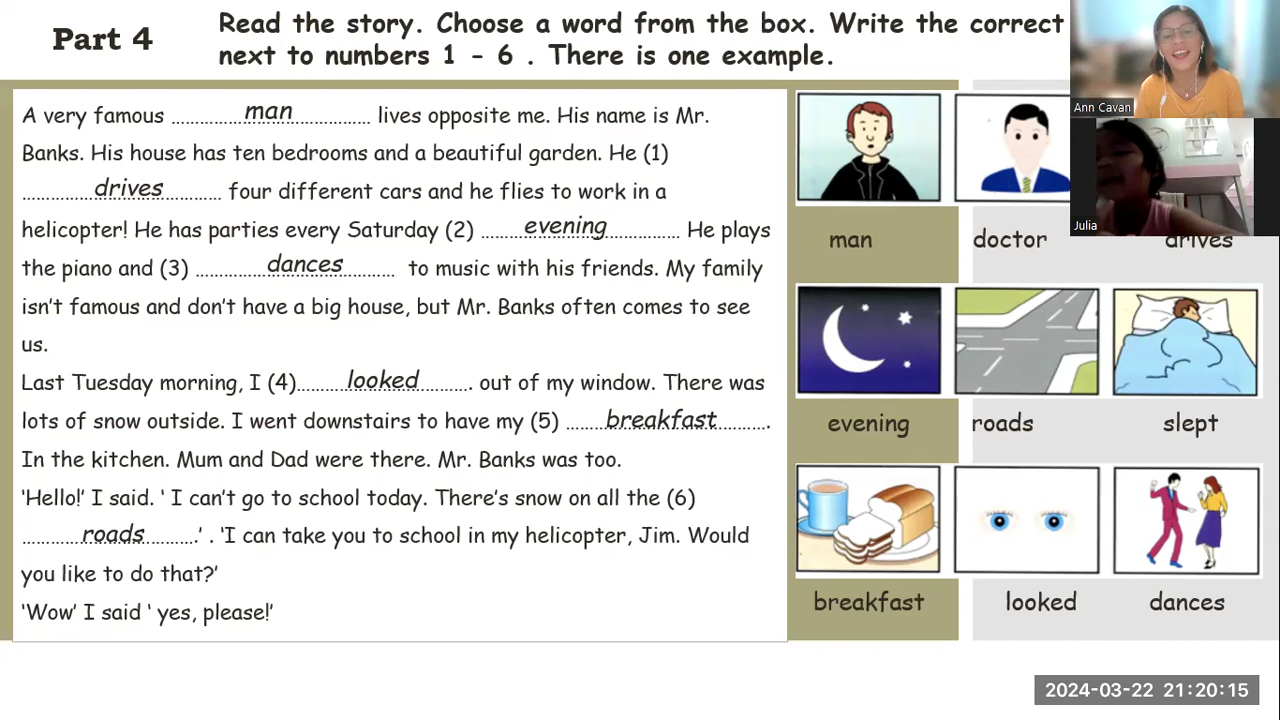 Part 4
Read the story. Choose a word from the box. Write the correct
next to numbers 1 - 6 . There is one example.
A very famous ........ man ........ lives opposite me. His name is Mr.
Banks. His house has ten bedrooms and a beautiful garden. He (1)
........ drives ........ four different cars and he flies to work in a
helicopter! He has parties every Saturday (2) ........ evening ........ He plays
the piano and (3) ........ dances ........ to music with his friends. My family
isn't famous and don't have a big house, but Mr. Banks often comes to see
us.
Last Tuesday morning, I (4)........ looked ........ out of my window. There was
lots of snow outside. I went downstairs to have my (5) ........ breakfast ........
In the kitchen. Mum and Dad were there. Mr. Banks was too.
'Hello!' I said. ' I can't go to school today. There's snow on all the (6)
........ roads ........' . 'I can take you to school in my helicopter, Jim. Would
you like to do that?'
'Wow' I said ' yes, please!'
man
doctor
drives
evening
roads
slept
breakfast
looked
dances
Ann Cavan
Julia
2024-03-22 21:20:15